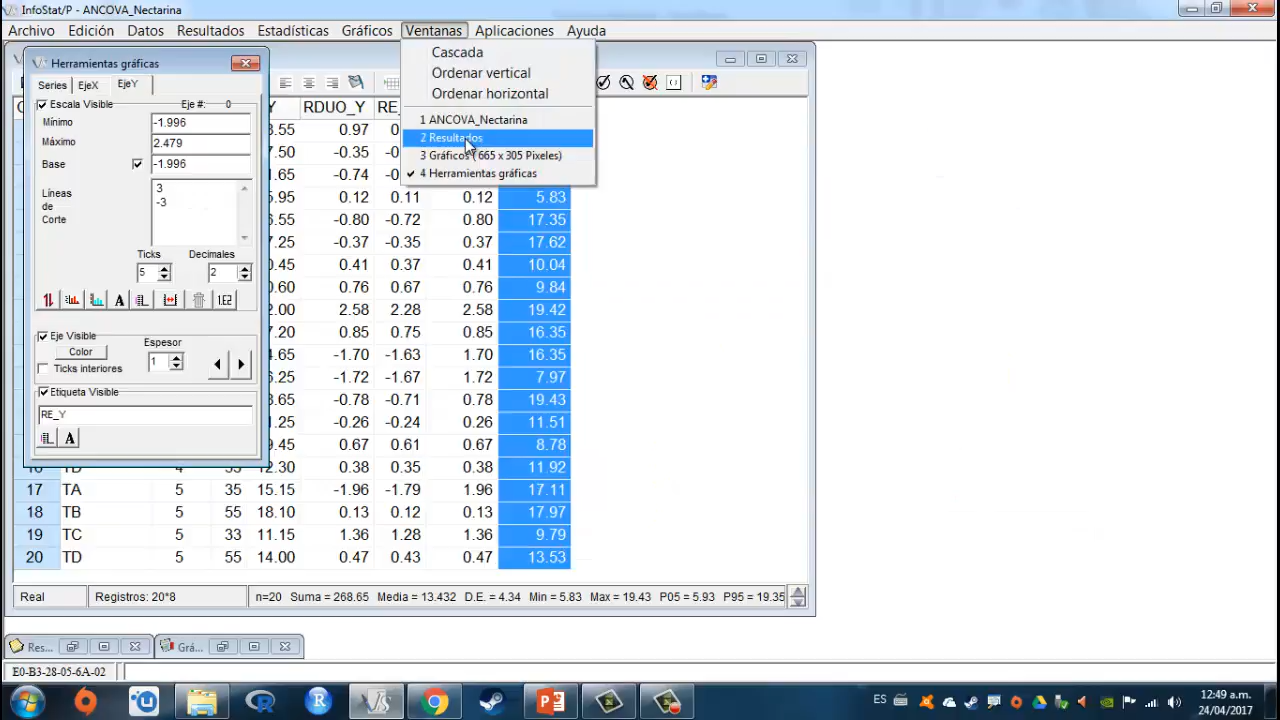 InfoStat/P - ANCOVA_Nectarina
Archivo Edición Datos Resultados Estadísticas Gráficos Ventanas Aplicaciones Ayuda
Cascada
Ordenar vertical
Ordenar horizontal
1 ANCOVA_Nectarina
2 Resultados
3 Gráficos ( 665 x 305 Pixeles)
4 Herramientas gráficas
Herramientas gráficas
Series EjeX EjeY
Escala Visible Eje #: 0
Mínimo -1.996
Máximo 2.479
Base -1.996
Líneas de Corte
3
-3
Ticks Decimales
5 2
Eje Visible Espesor
Color 1
Ticks interiores
Etiqueta Visible
RE_Y
Y RDUO_Y RE_
3.55 0.97
7.50 -0.35
1.65 -0.74
5.95 0.12 0.11 0.12 5.83
6.55 -0.80 -0.72 0.80 17.35
7.25 -0.37 -0.35 0.37 17.62
0.45 0.41 0.37 0.41 10.04
0.60 0.76 0.67 0.76 9.84
2.00 2.58 2.28 2.58 19.42
7.20 0.85 0.75 0.85 16.35
4.65 -1.70 -1.63 1.70 16.35
6.25 -1.72 -1.67 1.72 7.97
8.65 -0.78 -0.71 0.78 19.43
1.25 -0.26 -0.24 0.26 11.51
9.45 0.67 0.61 0.67 8.78
16 TD 4 55 12.30 0.38 0.35 0.38 11.92
17 TA 5 35 15.15 -1.96 -1.79 1.96 17.11
18 TB 5 55 18.10 0.13 0.12 0.13 17.97
19 TC 5 33 11.15 1.36 1.28 1.36 9.79
20 TD 5 55 14.00 0.47 0.43 0.47 13.53
Real Registros: 20*8 n=20 Suma = 268.65 Media = 13.432 D.E. = 4.34 Min = 5.83 Max = 19.43 P05 = 5.93 P95 = 19.35
Res... Grá...
E0-B3-28-05-6A-02
ES 12:49 a.m.
24/04/2017